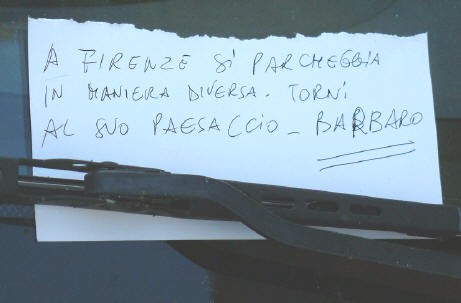 A FIRENZE SI PARCHEGGIA
IN MANIERA DIVERSA. TORNI
AL SUO PAESACCIO - BARBARO